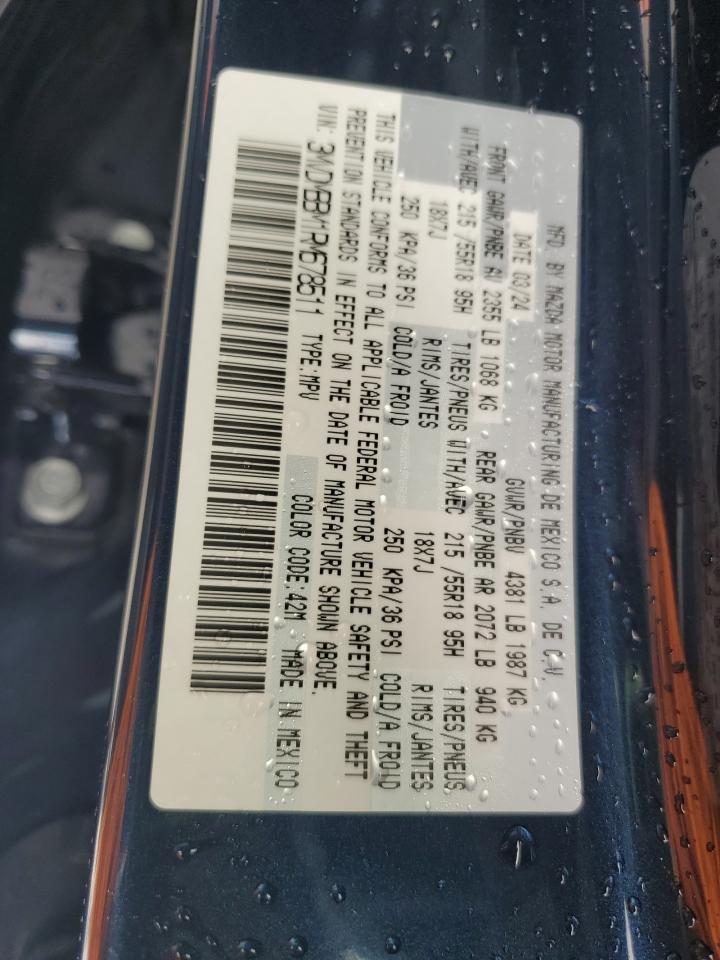 MFD. BY MAZDA MOTOR MANUFACTURING DE MEXICO S.A. DE C.V.
DATE 03/24 GVWR/PNBV 4381 LB 1987 KG
FRONT GAWR/PNBE AV 2355 LB 1068 KG REAR GAWR/PNBE AR 2072 LB 940 KG
WITH/AVEC 215 /55R18 95H TIRES/PNEUS WITH/AVEC 215 /55R18 95H TIRES/PNEUS
18X7J RIMS/JANTES 18X7J RIMS/JANTES
250 KPA/36 PSI COLD/A FROID 250 KPA/36 PSI COLD/A FROID
THIS VEHICLE CONFORMS TO ALL APPLICABLE FEDERAL MOTOR VEHICLE SAFETY AND THEFT
PREVENTION STANDARDS IN EFFECT ON THE DATE OF MANUFACTURE SHOWN ABOVE.
VIN: 3MVDMBBM1RM678511 TYPE:MPV COLOR CODE:42M MADE IN MEXICO